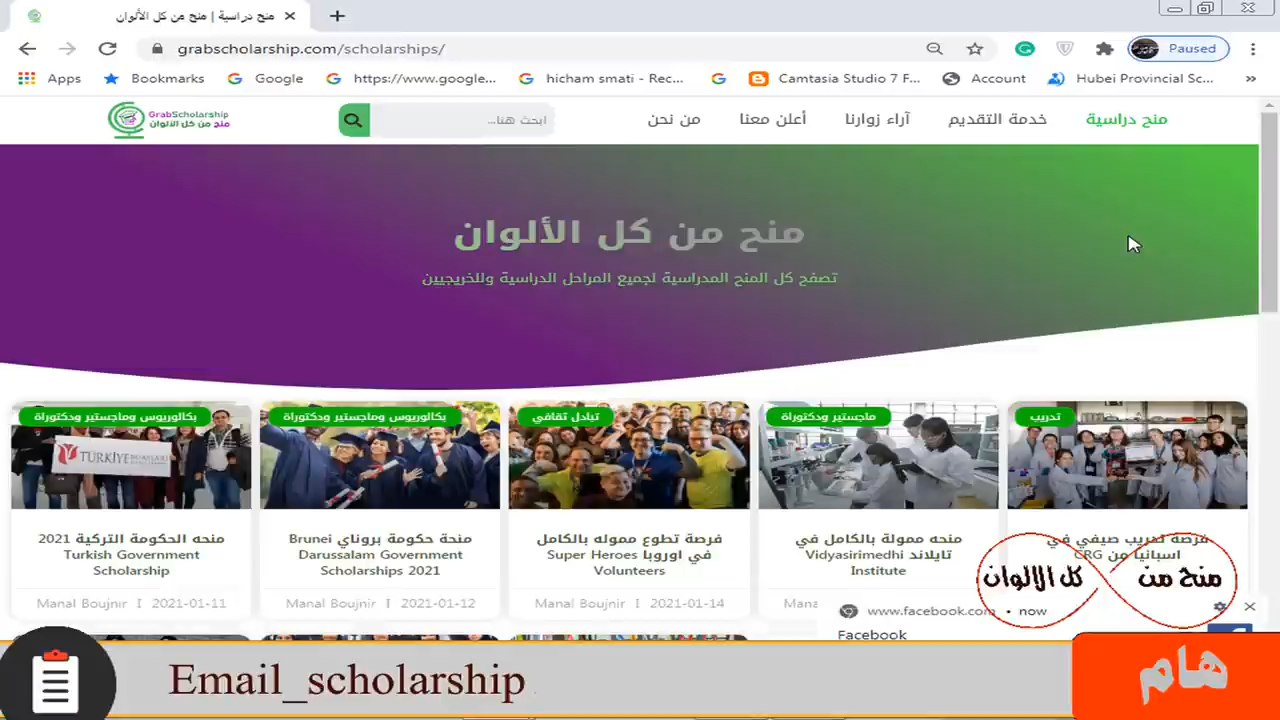 منح دراسية | منح من كل الألوان
grabscholarship.com/scholarships/
Paused
Apps
Bookmarks
Google
https://www.google...
hicham smati - Rec...
Camtasia Studio 7 F...
Account
Hubei Provincial Sc...
»
GrabScholarship
منح من كل الألوان
ابحث هنا...
منح دراسية
خدمة التقديم
آراء زوارنا
أعلن معنا
من نحن
منح من كل الألوان
تصفح كل المنح المدراسية لجميع المراحل الدراسية وللخريجيين
بكالوريوس وماجستير ودكتوراة
TÜRKİYE BURSLARI
منحه الحكومة التركية 2021
Turkish Government
Scholarship
Manal Boujnir I 2021-01-11
بكالوريوس وماجستير ودكتوراة
منحة حكومة بروناي Brunei
Darussalam Government
Scholarships 2021
Manal Boujnir I 2021-01-12
تبادل ثقافي
فرصة تطوع مموله بالكامل
في اوروبا Super Heroes
Volunteers
Manal Boujnir I 2021-01-14
ماجستير ودكتوراة
منحه ممولة بالكامل في
تايلاند Vidyasirimedhi
Institute
Mana
تدريب
فرصة تدريب صيفي في
اسبانيا من CRG
منح من كل الالوان
www.facebook.com • now
Facebook
Email_scholarship
هام